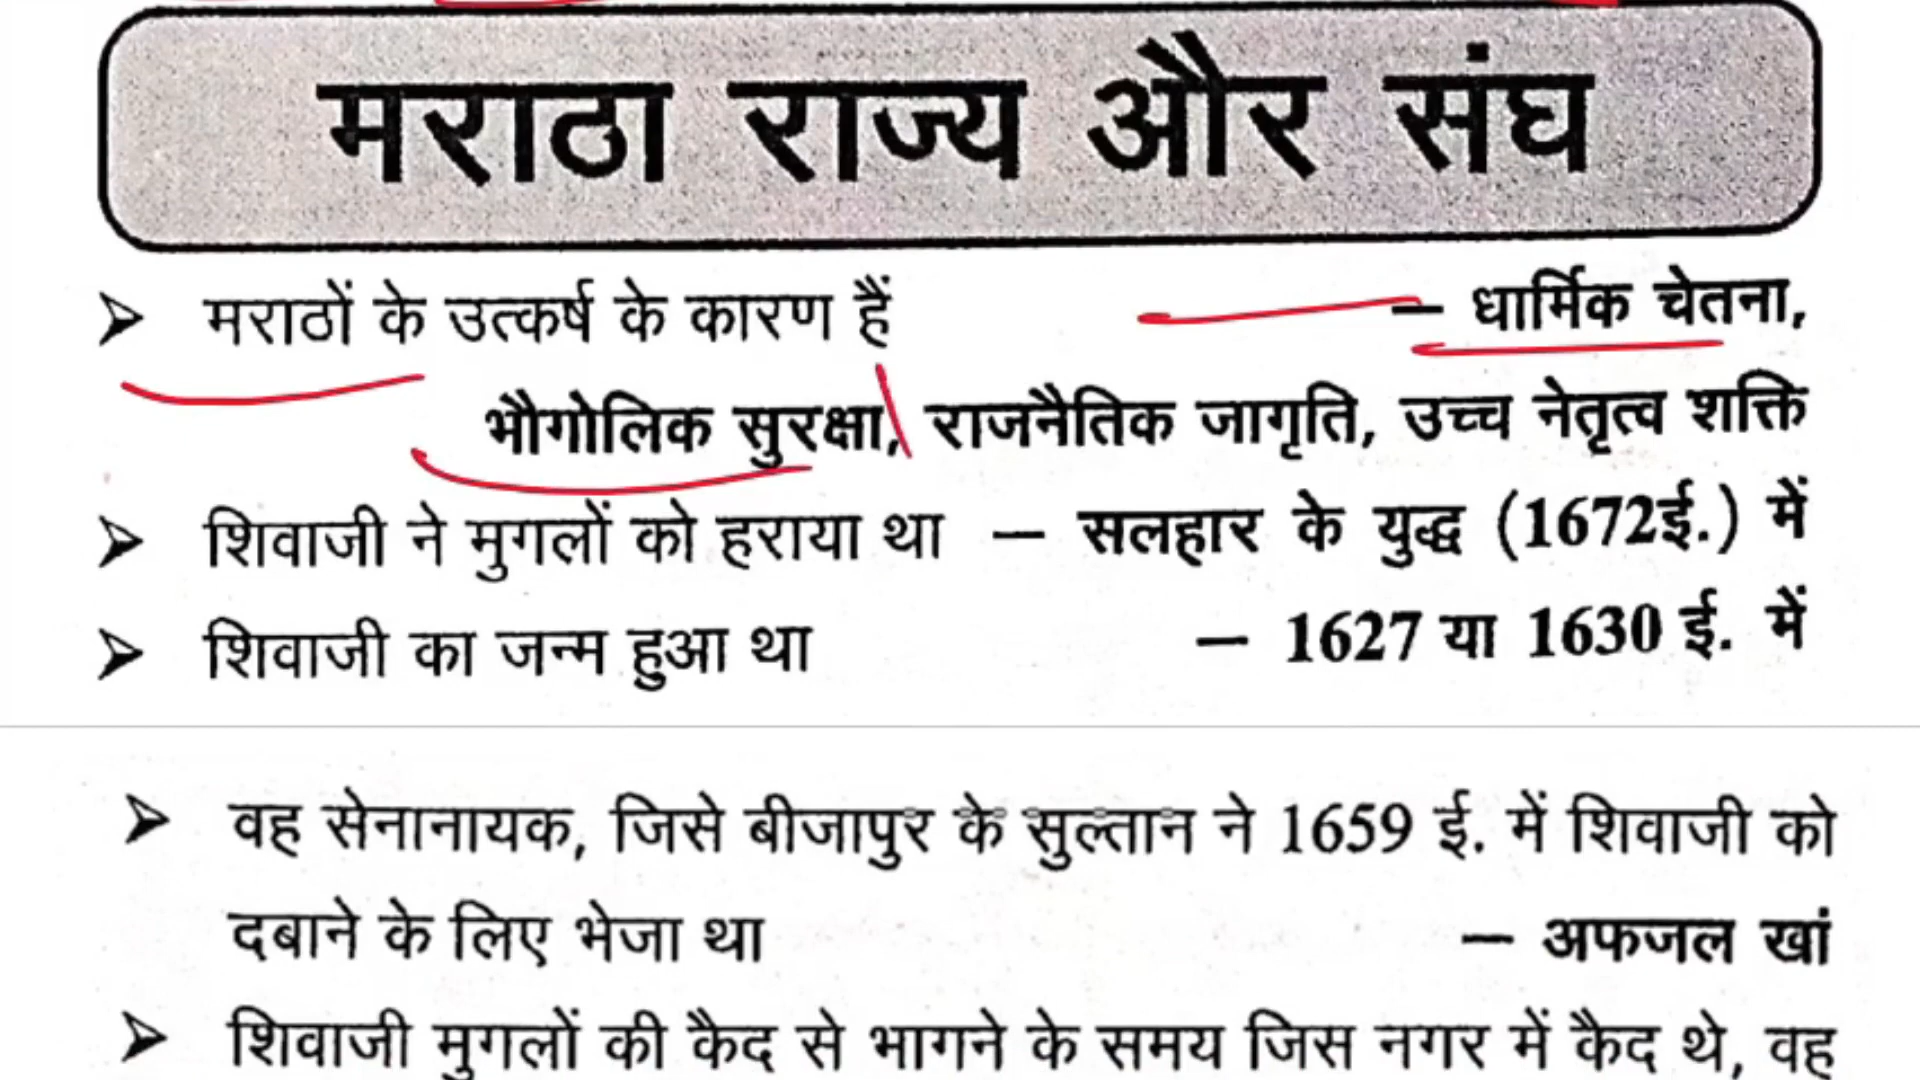 मराठा राज्य और संघ
➢ मराठों के उत्कर्ष के कारण हैं — धार्मिक चेतना,
भौगोलिक सुरक्षा, राजनैतिक जागृति, उच्च नेतृत्व शक्ति
➢ शिवाजी ने मुगलों को हराया था — सलहार के युद्ध (1672ई.) में
➢ शिवाजी का जन्म हुआ था — 1627 या 1630 ई. में
➢ वह सेनानायक, जिसे बीजापुर के सुल्तान ने 1659 ई. में शिवाजी को
दबाने के लिए भेजा था — अफजल खां
➢ शिवाजी मुगलों की कैद से भागने के समय जिस नगर में कैद थे, वह